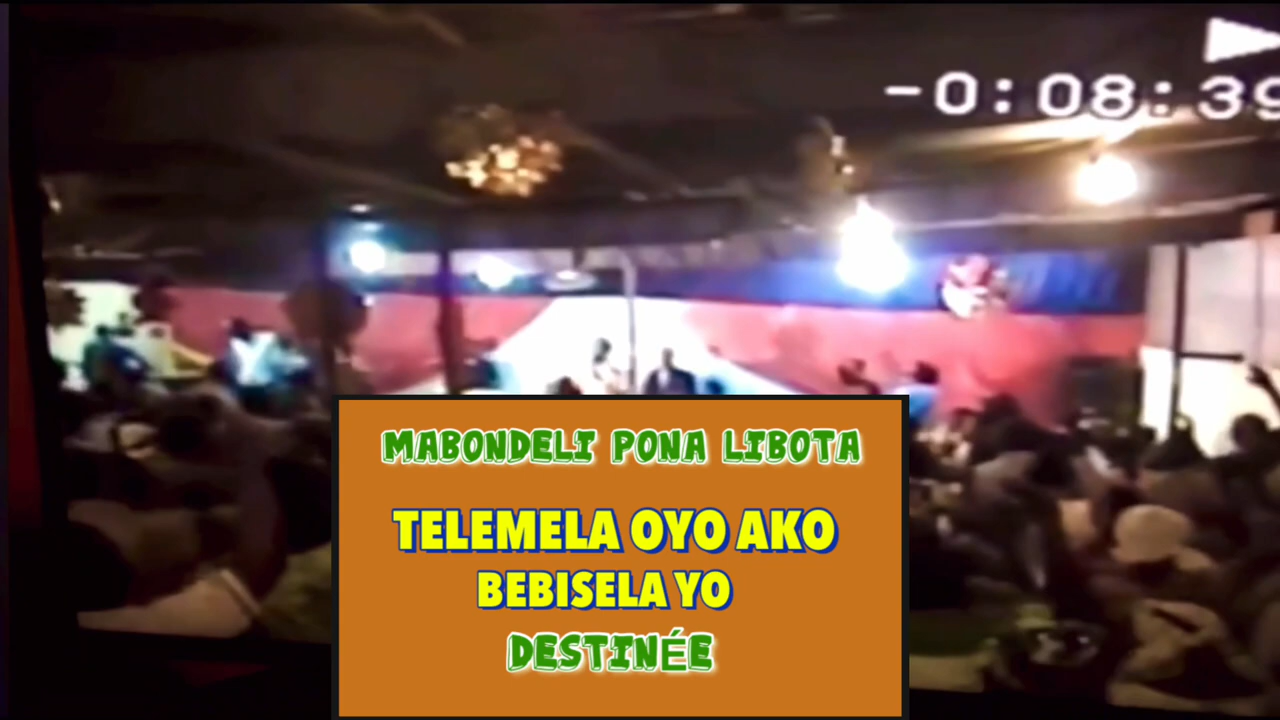 -0:08:39
MABONDELI PONA LIBOTA
TELEMELA OYO AKO
BEBISELA YO
DESTINÉE